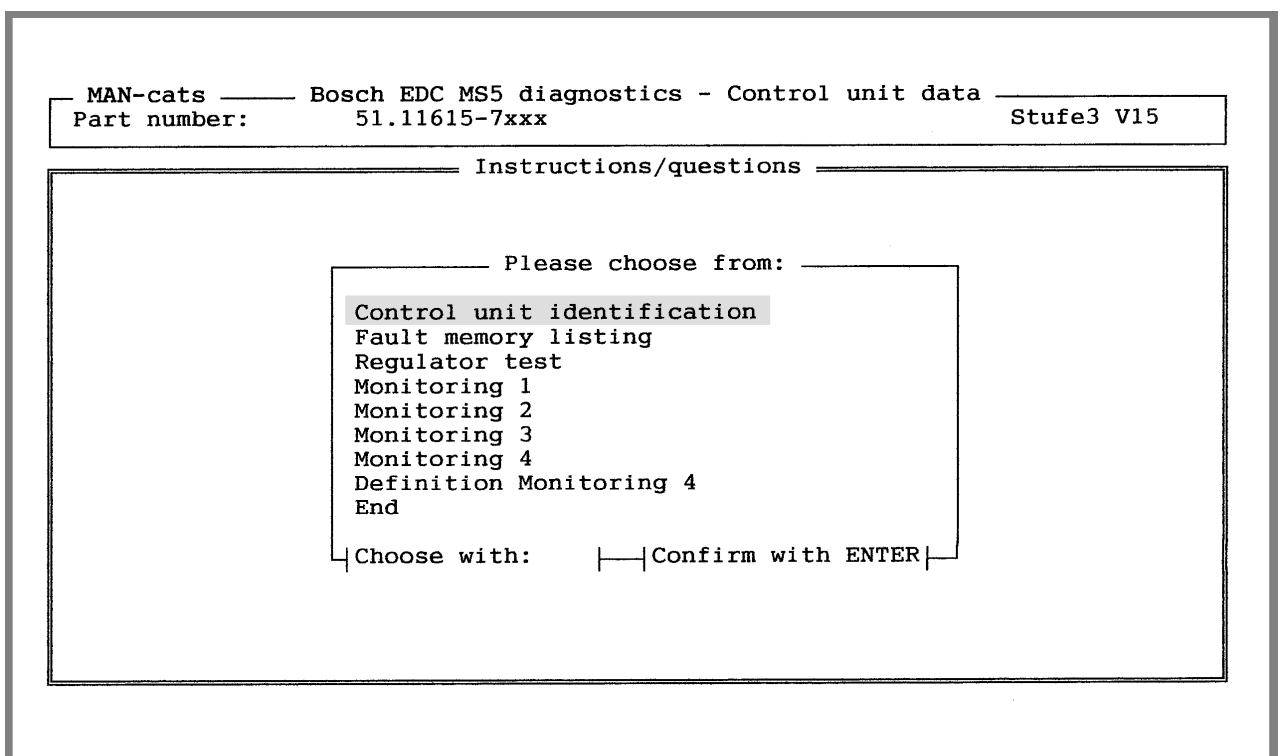 MAN-cats Bosch EDC MS5 diagnostics - Control unit data
Part number: 51.11615-7xxx Stufe3 V15
Instructions/questions
Please choose from:
Control unit identification
Fault memory listing
Regulator test
Monitoring 1
Monitoring 2
Monitoring 3
Monitoring 4
Definition Monitoring 4
End
Choose with: Confirm with ENTER